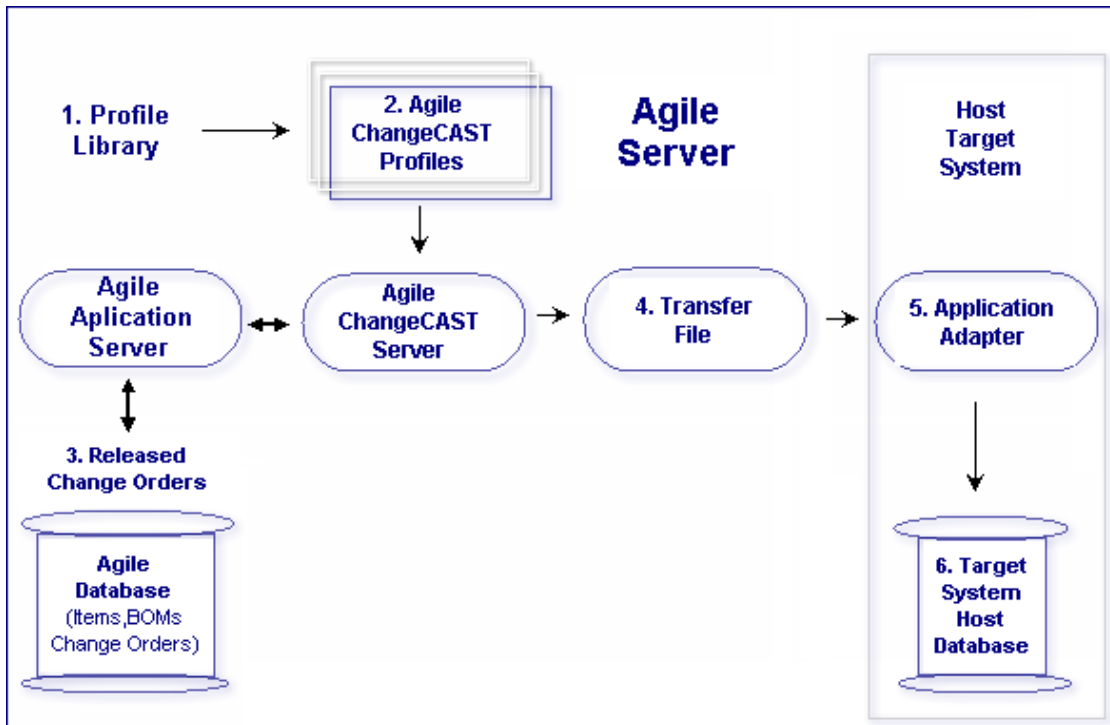 1. Profile
Library
2. Agile
ChangeCAST
Profiles
Agile
Server
Host
Target
System
Agile
Aplication
Server
Agile
ChangeCAST
Server
4. Transfer
File
5. Application
Adapter
3. Released
Change Orders
Agile
Database
(Items,BOMs
Change Orders)
6. Target
System
Host
Database